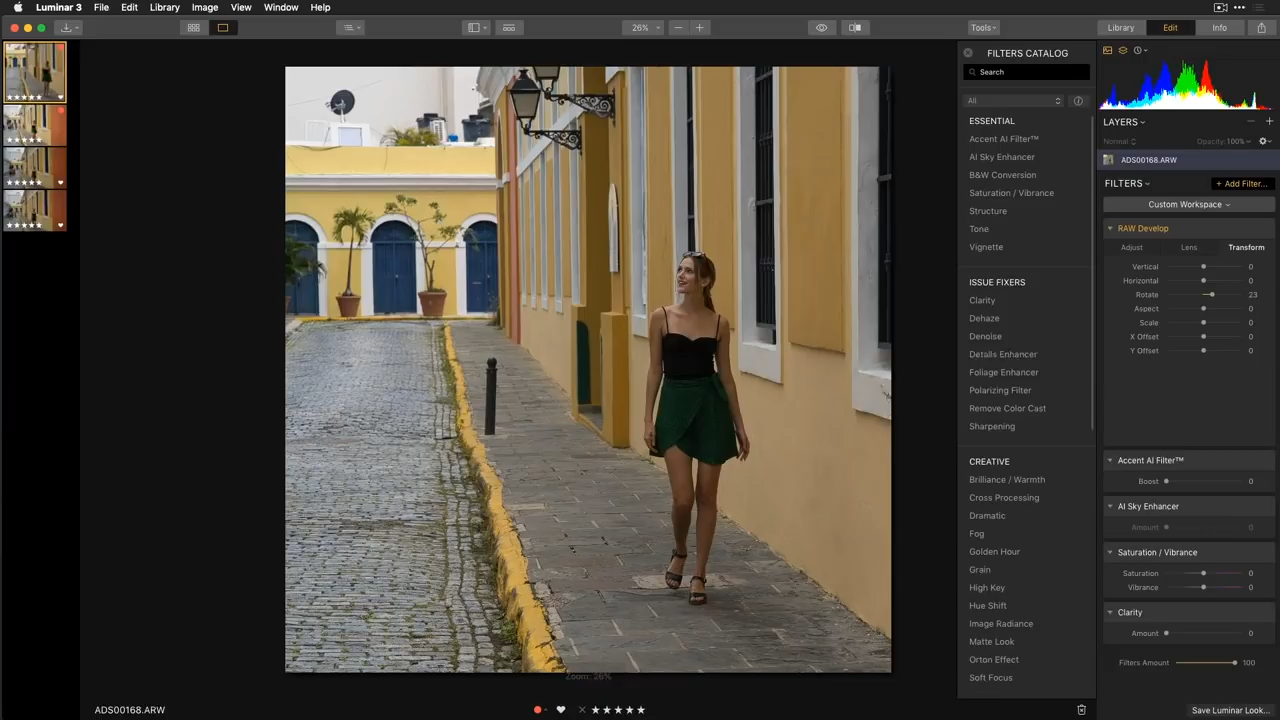 Luminar 3 File Edit Library Image View Window Help
26%
Tools
Library Edit Info
FILTERS CATALOG
Search
All
ESSENTIAL
Accent AI Filter™
AI Sky Enhancer
B&W Conversion
Saturation / Vibrance
Structure
Tone
Vignette
ISSUE FIXERS
Clarity
Dehaze
Denoise
Details Enhancer
Foliage Enhancer
Polarizing Filter
Remove Color Cast
Sharpening
CREATIVE
Brilliance / Warmth
Cross Processing
Dramatic
Fog
Golden Hour
Grain
High Key
Hue Shift
Image Radiance
Matte Look
Orton Effect
Soft Focus
LAYERS
Normal Opacity: 100%
ADS00168.ARW
FILTERS + Add Filter...
Custom Workspace
RAW Develop
Adjust Lens Transform
Vertical 0
Horizontal 0
Rotate 23
Aspect 0
Scale 0
X Offset 0
Y Offset 0
Accent AI Filter™
Boost 0
AI Sky Enhancer
Amount 0
Saturation / Vibrance
Saturation 0
Vibrance 0
Clarity
Amount 0
Filters Amount 100
Save Luminar Look...
Zoom: 26%
ADS00168.ARW